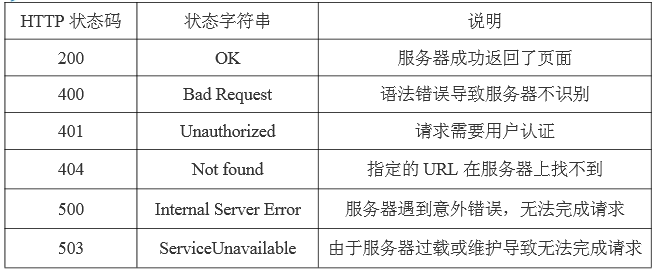 HTTP 状态码 状态字符串 说明
200 OK 服务器成功返回了页面
400 Bad Request 语法错误导致服务器不识别
401 Unauthorized 请求需要用户认证
404 Not found 指定的 URL 在服务器上找不到
500 Internal Server Error 服务器遇到意外错误，无法完成请求
503 ServiceUnavailable 由于服务器过载或维护导致无法完成请求